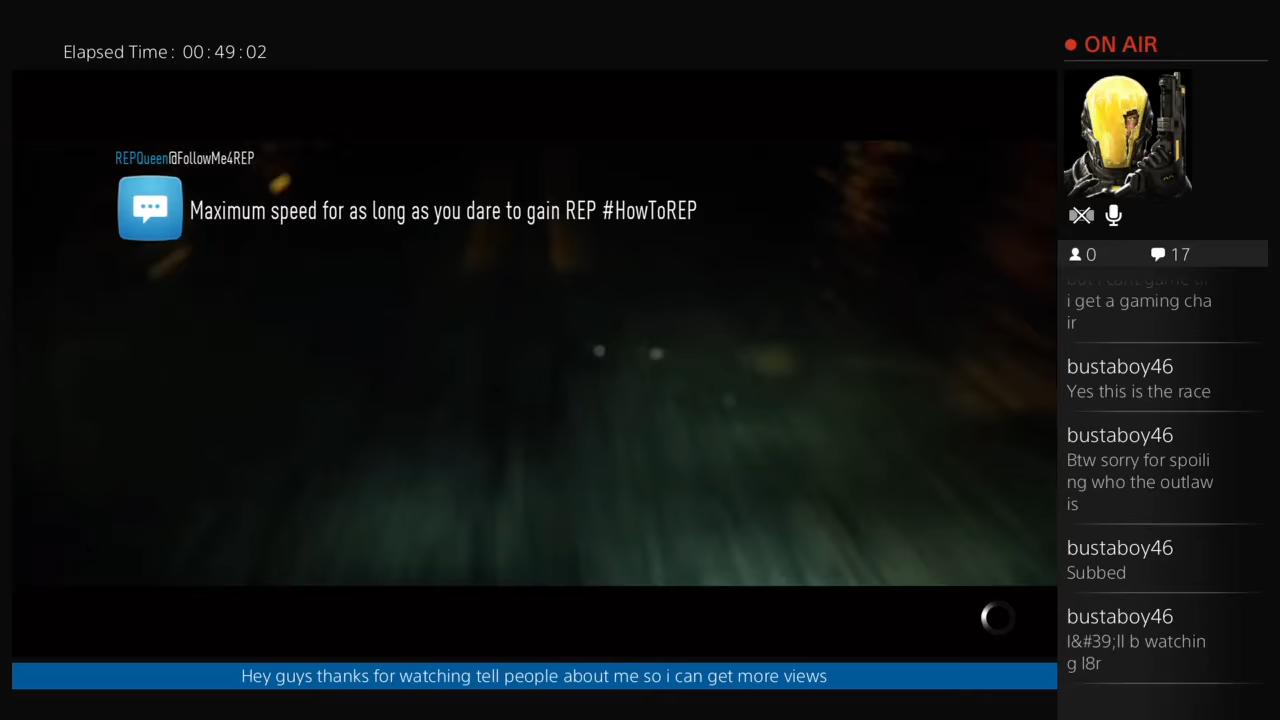 Elapsed Time: 00:49:02
ON AIR
REPQueen@FollowMe4REP
Maximum speed for as long as you dare to gain REP #HowToREP
0 17
i get a gaming cha
ir
bustaboy46
Yes this is the race
bustaboy46
Btw sorry for spoili
ng who the outlaw
is
bustaboy46
Subbed
bustaboy46
I&#39;ll b watchin
g l8r
Hey guys thanks for watching tell people about me so i can get more views